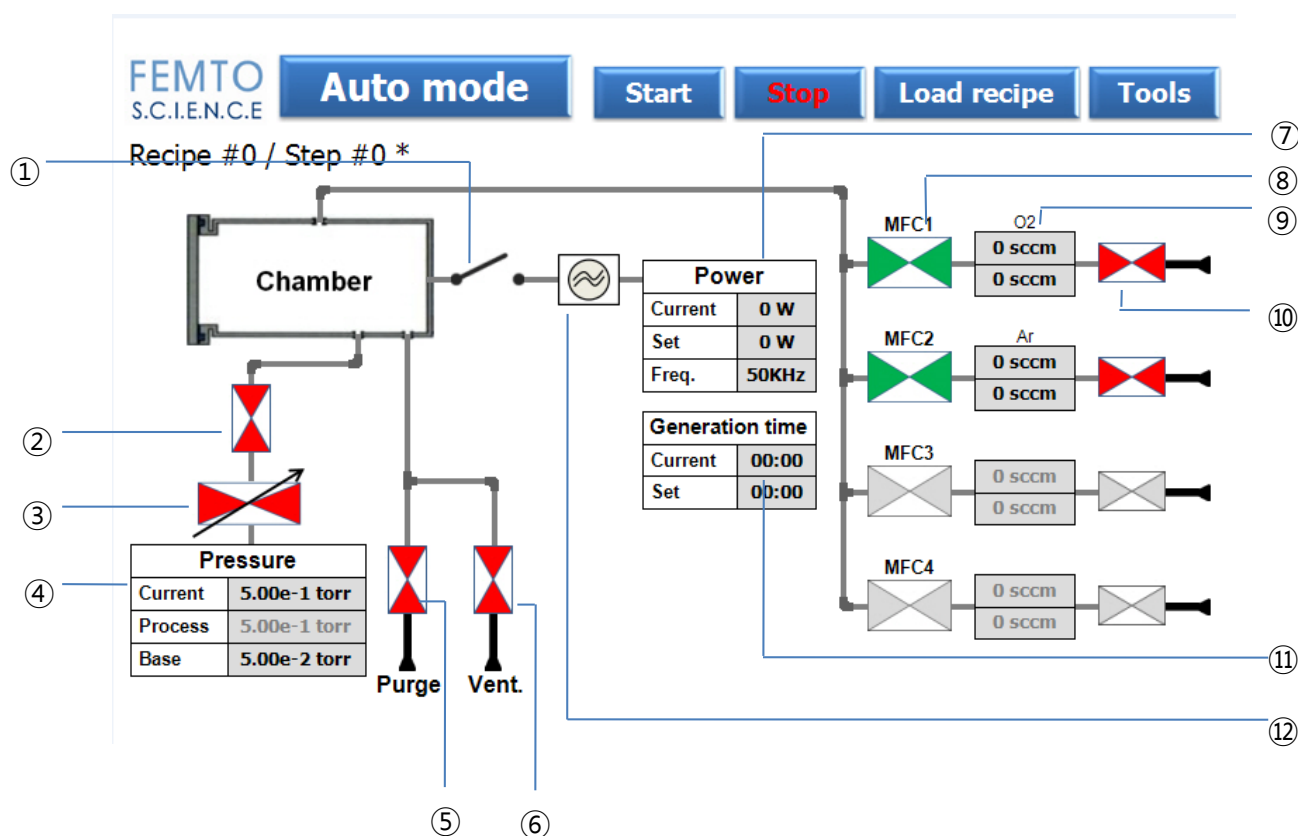 FEMTO
S.C.I.E.N.C.E
Auto mode
Start
Stop
Load recipe
Tools
Recipe #0 / Step #0 *
①
⑦
⑧
⑨
⑩
Chamber
Power
Current 0 W
Set 0 W
Freq. 50KHz
MFC1
O2
0 sccm
0 sccm
MFC2
Ar
0 sccm
0 sccm
②
Generation time
Current 00:00
Set 00:00
MFC3
0 sccm
0 sccm
③
④
Pressure
Current 5.00e-1 torr
Process 5.00e-1 torr
Base 5.00e-2 torr
MFC4
0 sccm
0 sccm
Purge
Vent.
⑪
⑫
⑤
⑥